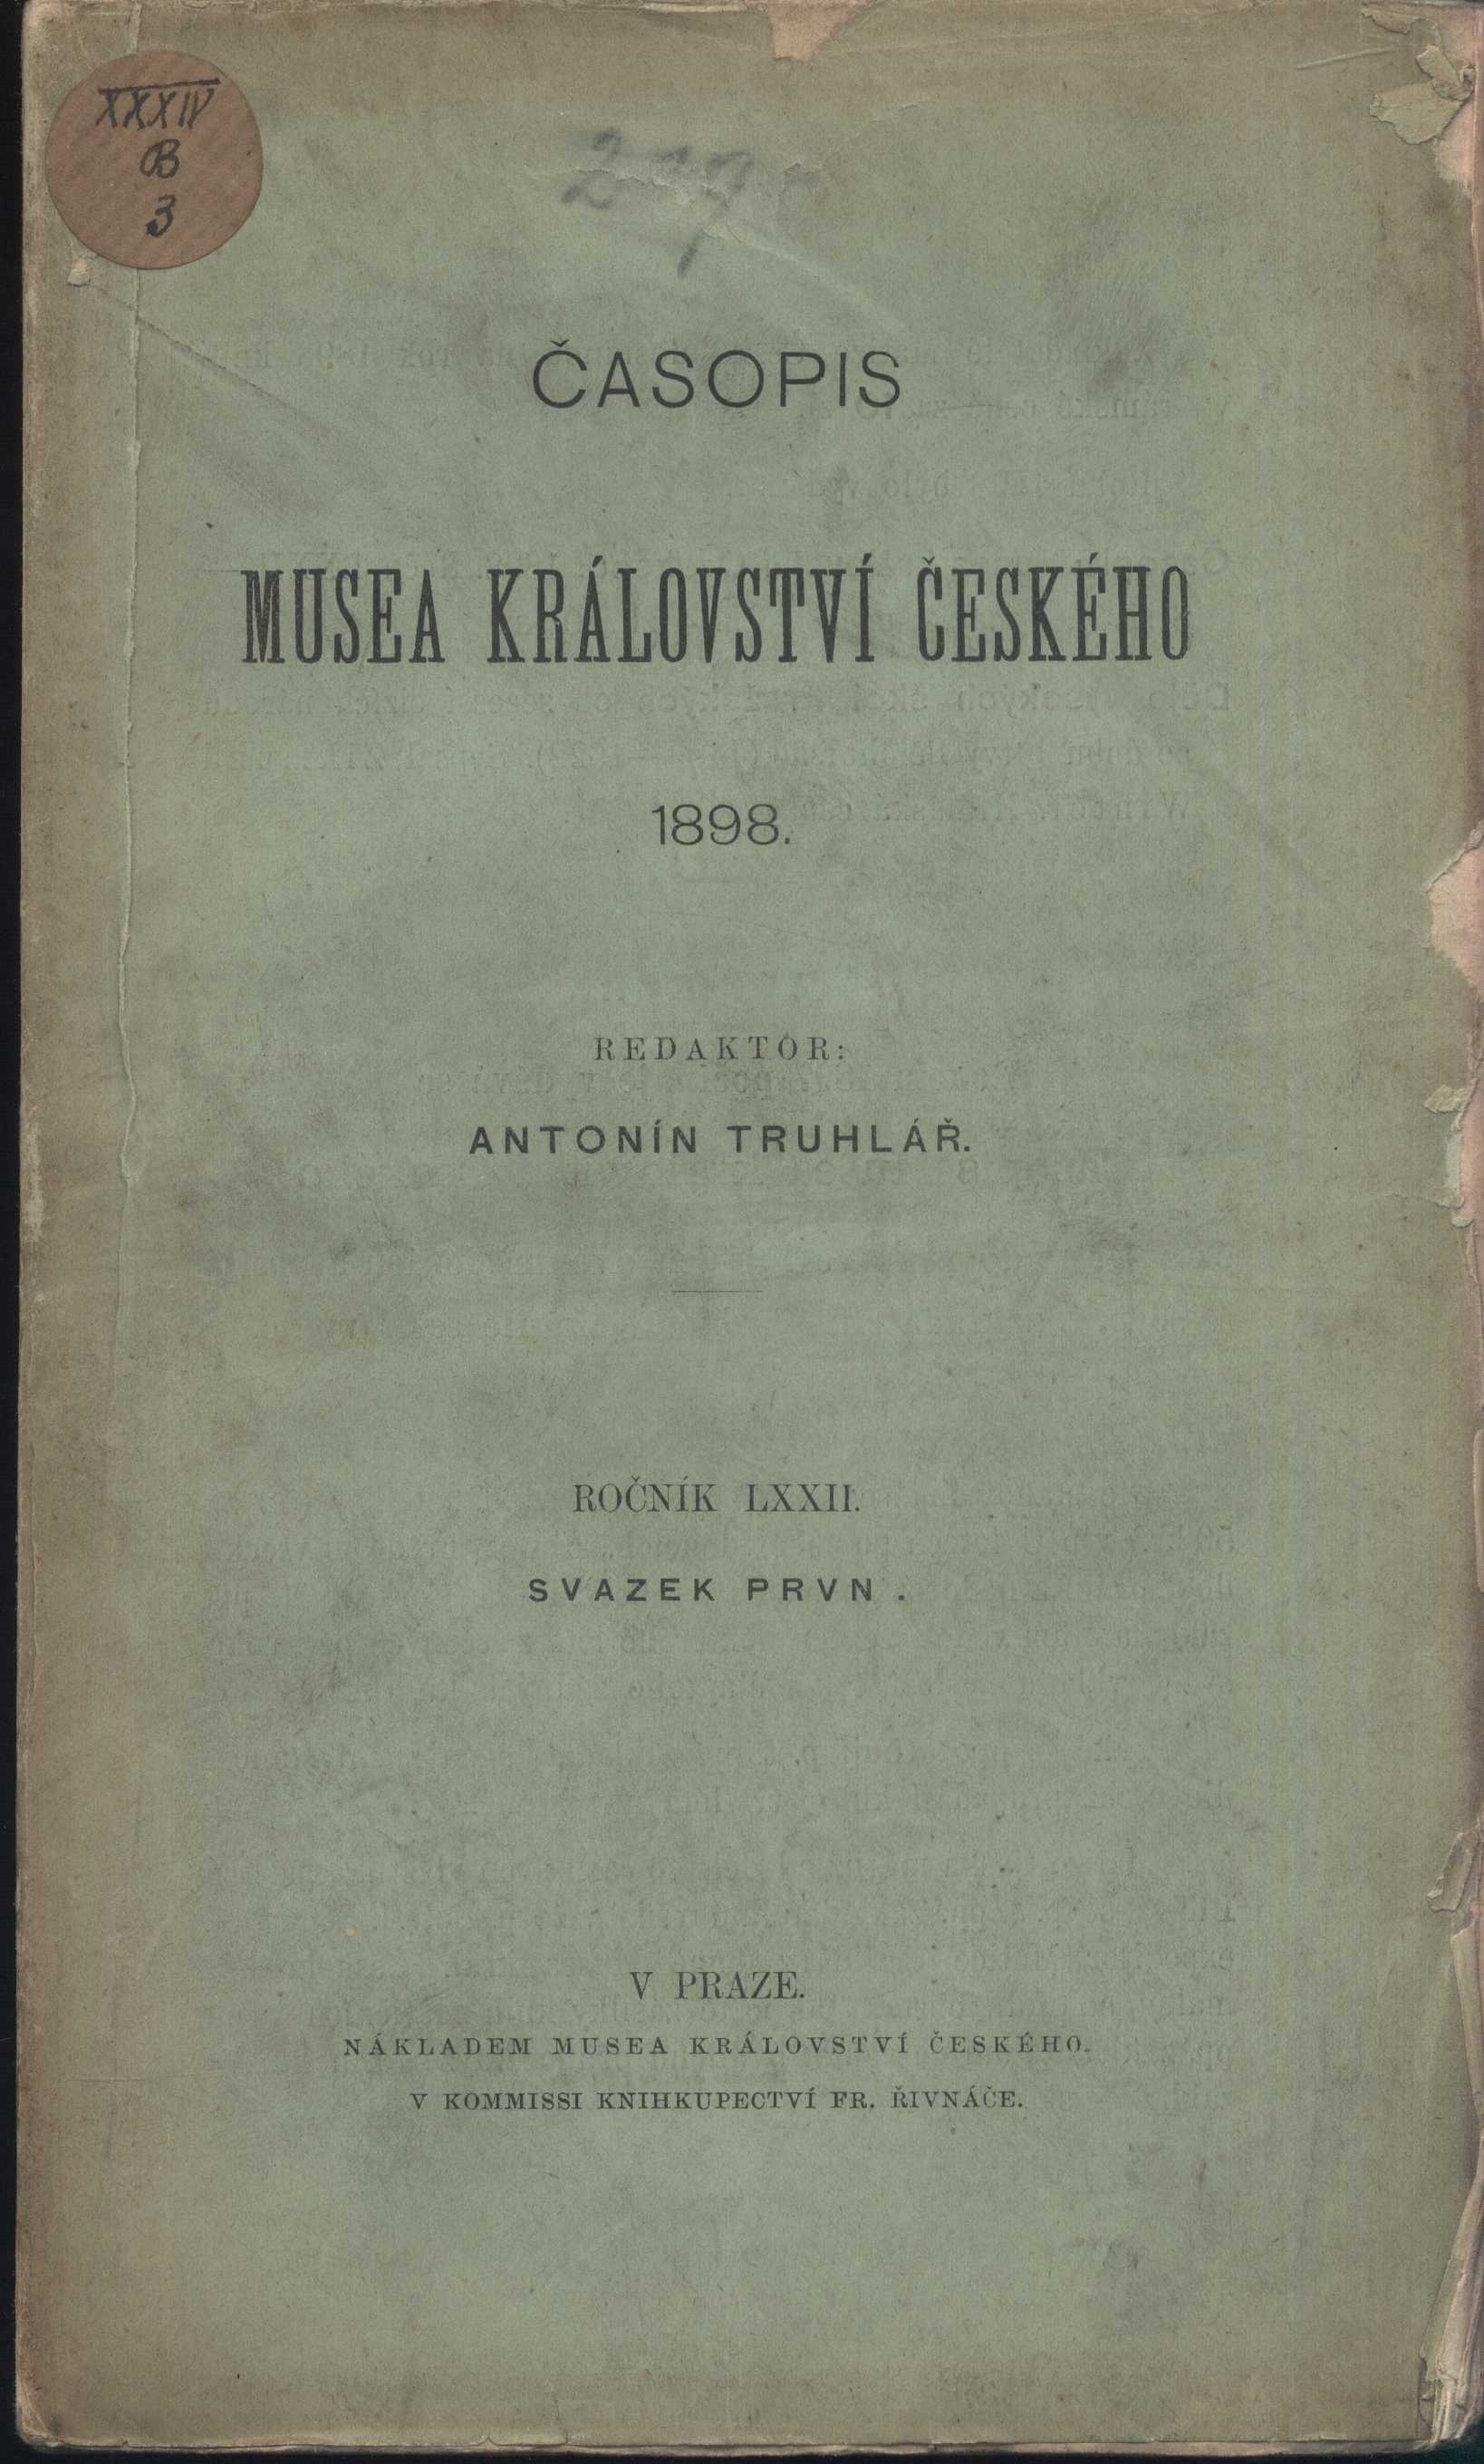 XXXIV
B
3
ČASOPIS
MUSEA KRÁLOVSTVÍ ČESKÉHO
1898.
REDAKTOR:
ANTONÍN TRUHLÁŘ.
ROČNÍK LXXII.
SVAZEK PRVN .
V PRAZE.
NÁKLADEM MUSEA KRÁLOVSTVÍ ČESKÉHO.
V KOMMISSI KNIHKUPECTVÍ FR. ŘIVNÁČE.